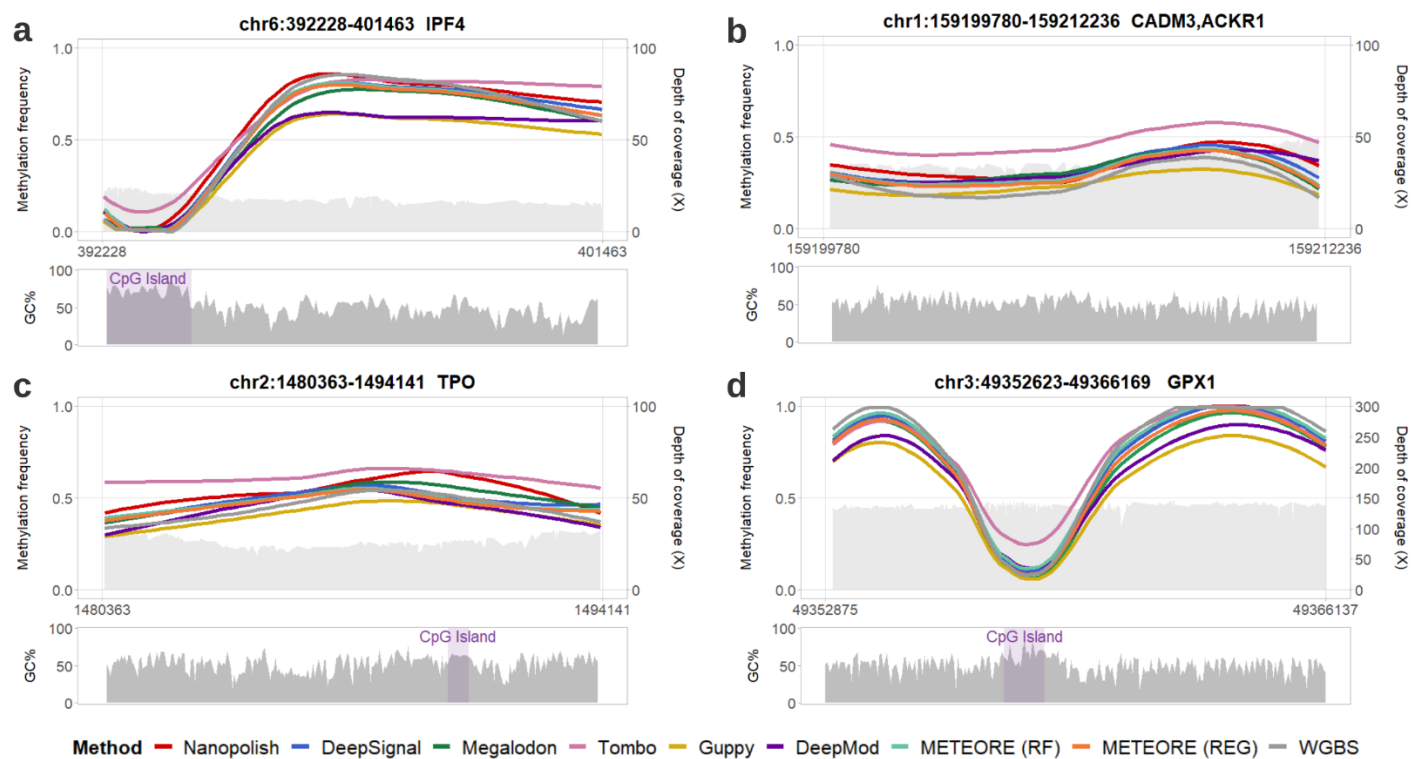 a
chr6:392228-401463 IPF4
Methylation frequency
1.0
0.5
0.0
100
50
0
Depth of coverage (X)
392228
401463
GC%
100
50
0
CpG Island
b
chr1:159199780-159212236 CADM3,ACKR1
Methylation frequency
1.0
0.5
0.0
100
50
0
Depth of coverage (X)
159199780
159212236
GC%
100
50
0
c
chr2:1480363-1494141 TPO
Methylation frequency
1.0
0.5
0.0
100
50
0
Depth of coverage (X)
1480363
1494141
GC%
100
50
0
CpG Island
d
chr3:49352623-49366169 GPX1
Methylation frequency
1.0
0.5
0.0
300
250
200
150
100
50
0
Depth of coverage (X)
49352875
49366137
GC%
100
50
0
CpG Island
Method Nanopolish DeepSignal Megalodon Tombo Guppy DeepMod METEORE (RF) METEORE (REG) WGBS